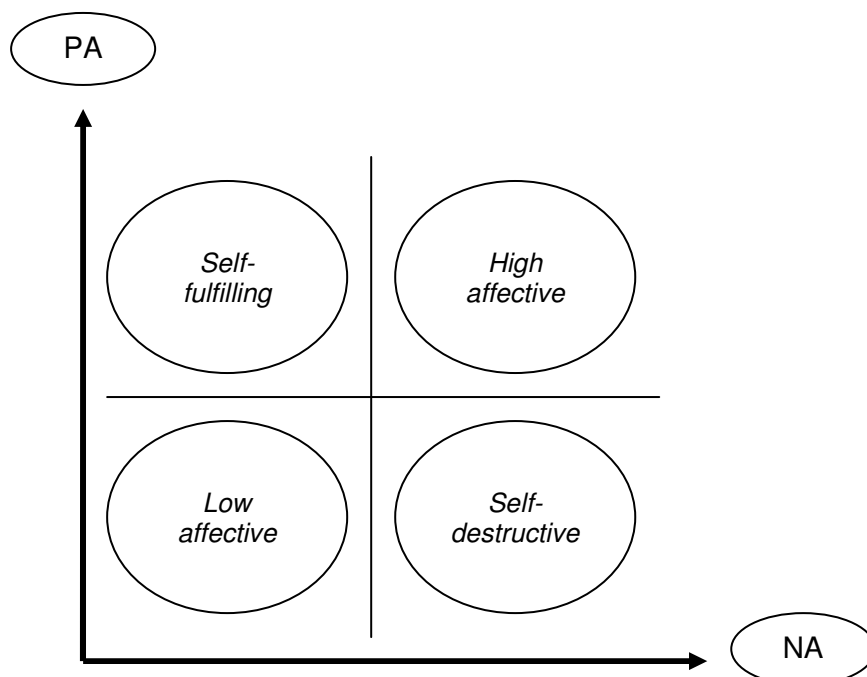 PA
Self-
fulfilling
High
affective
Low
affective
Self-
destructive
NA